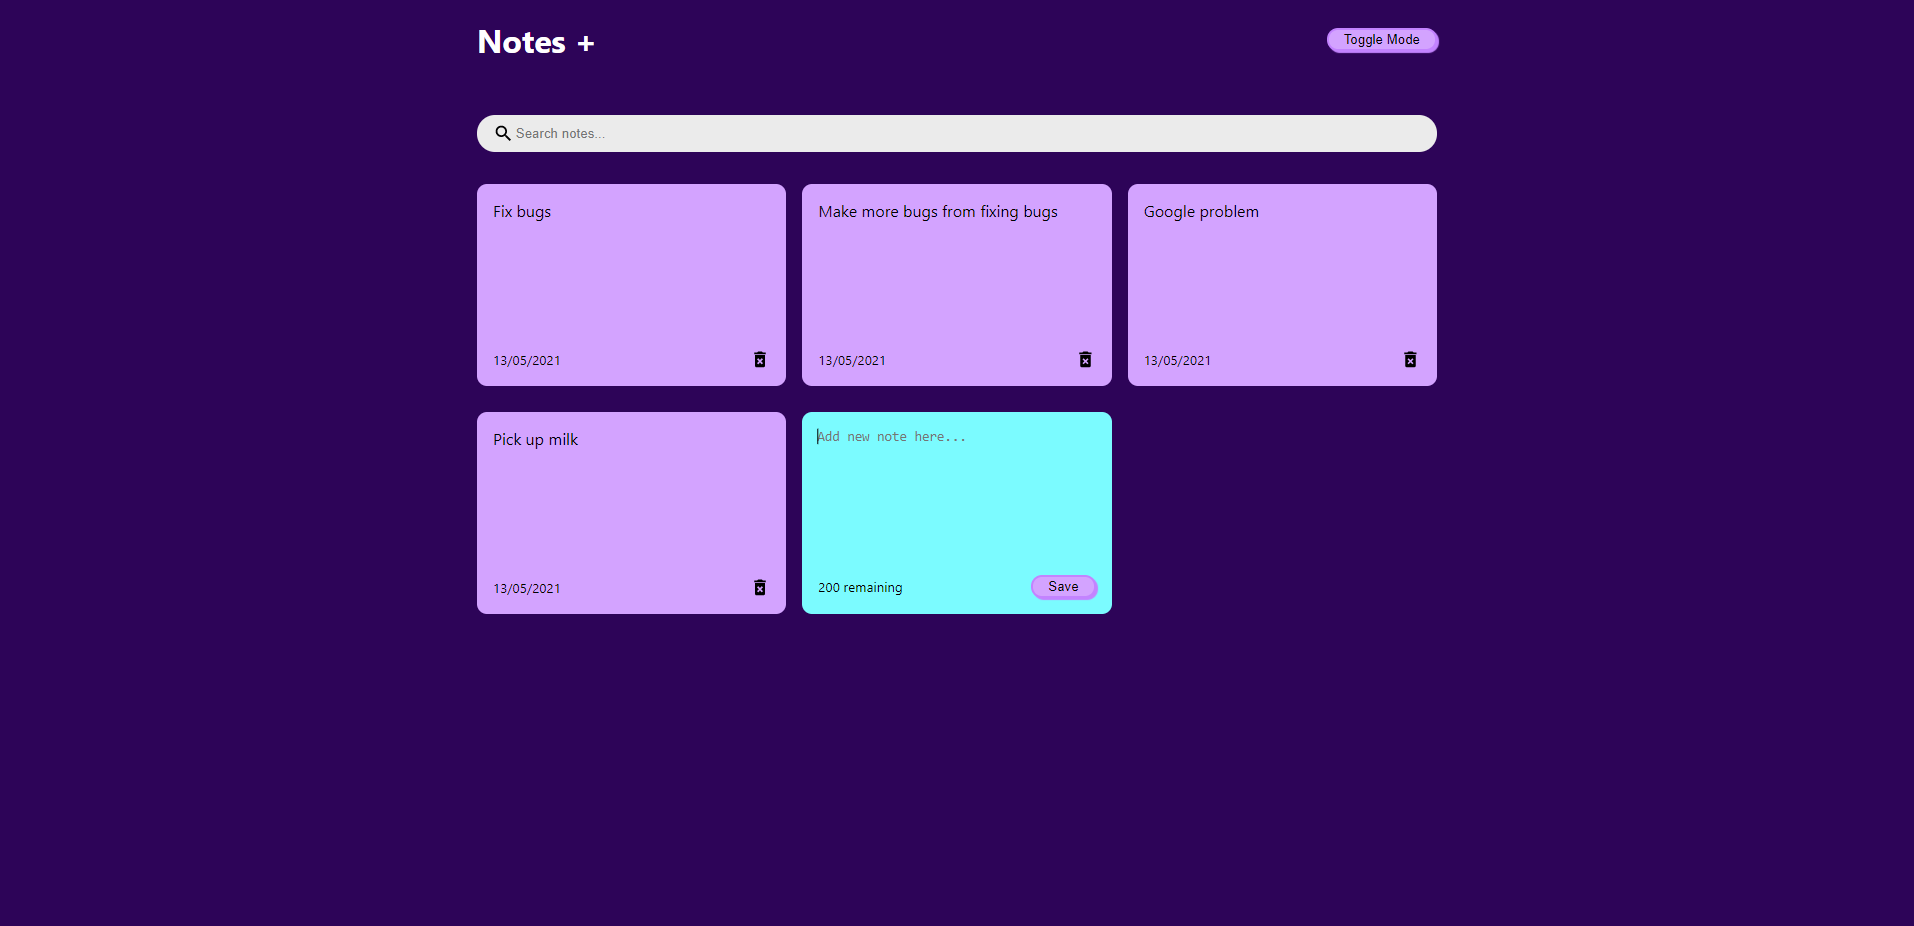 Notes +
Toggle Mode
Search notes...
Fix bugs
Make more bugs from fixing bugs
Google problem
13/05/2021
13/05/2021
13/05/2021
Pick up milk
Add new note here...
13/05/2021
200 remaining
Save